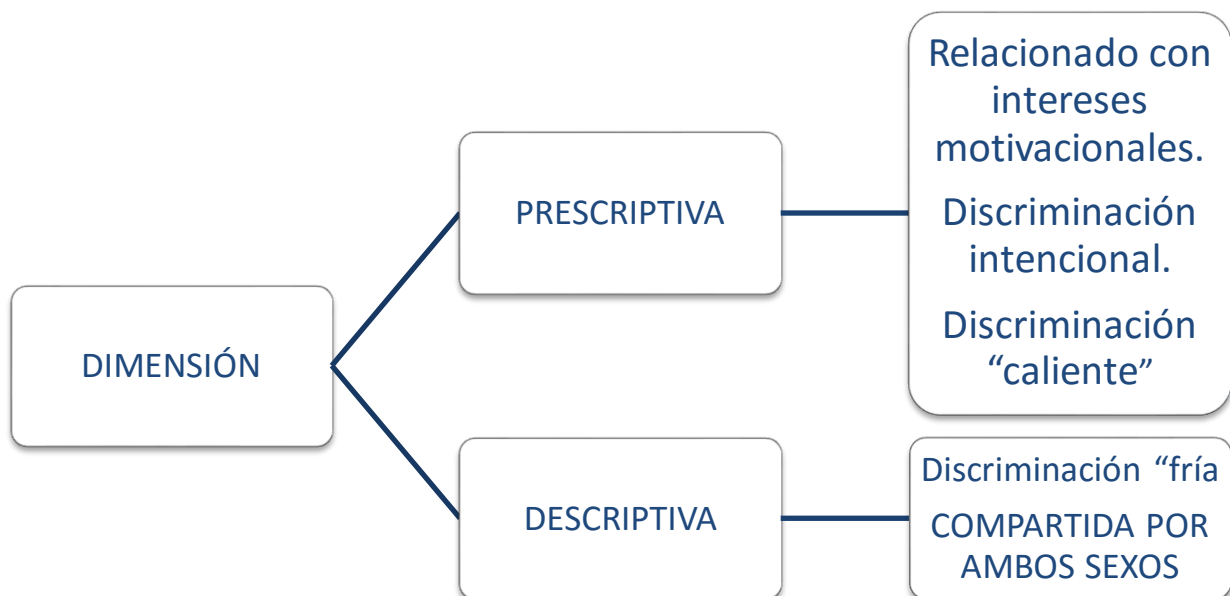 DIMENSIÓN
PRESCRIPTIVA
Relacionado con
intereses
motivacionales.
Discriminación
intencional.
Discriminación
“caliente”
DESCRIPTIVA
Discriminación “fría
COMPARTIDA POR
AMBOS SEXOS